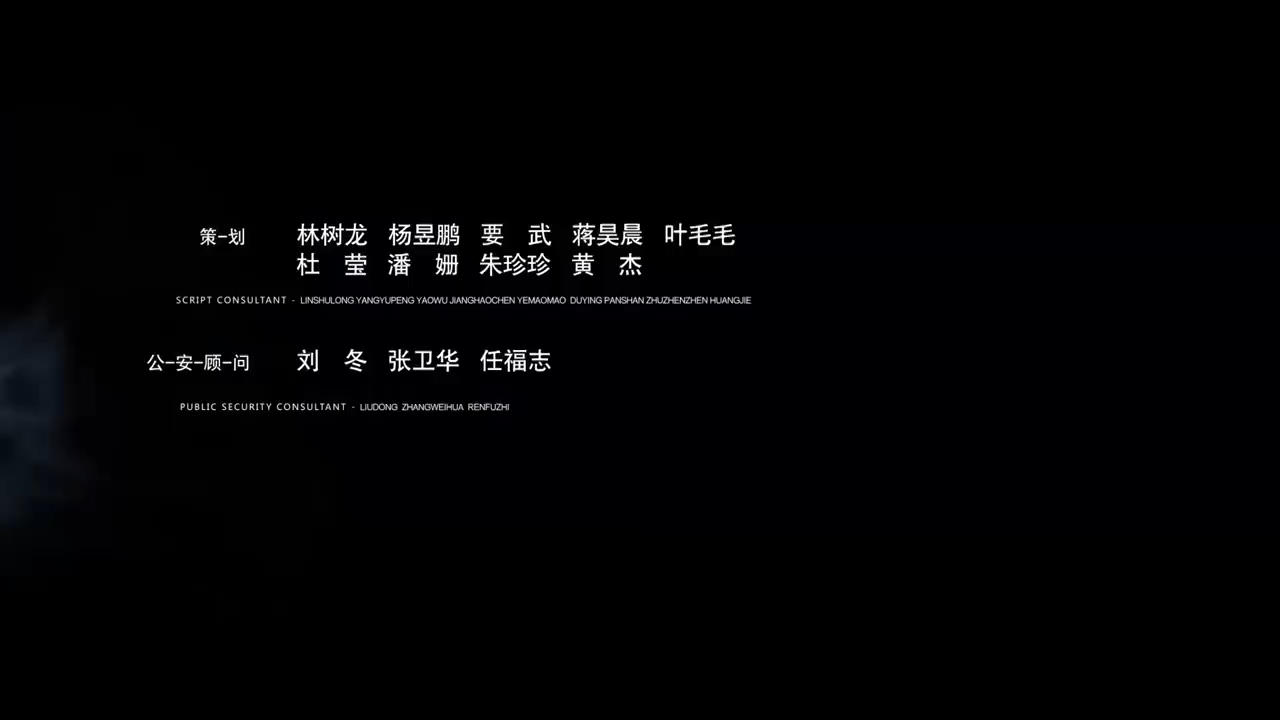 策-划 林树龙 杨昱鹏 要 武 蒋昊晨 叶毛毛
杜 莹 潘 姗 朱珍珍 黄 杰
SCRIPT CONSULTANT - LINSHULONG YANGYUPENG YAOWU JIANGHAOCHEN YEMAOMAO DUYING PANSHAN ZHUZHENZHEN HUANGJIE
公-安-顾-问 刘 冬 张卫华 任福志
PUBLIC SECURITY CONSULTANT - LIUDONG ZHANGWEIHUA RENFUZHI